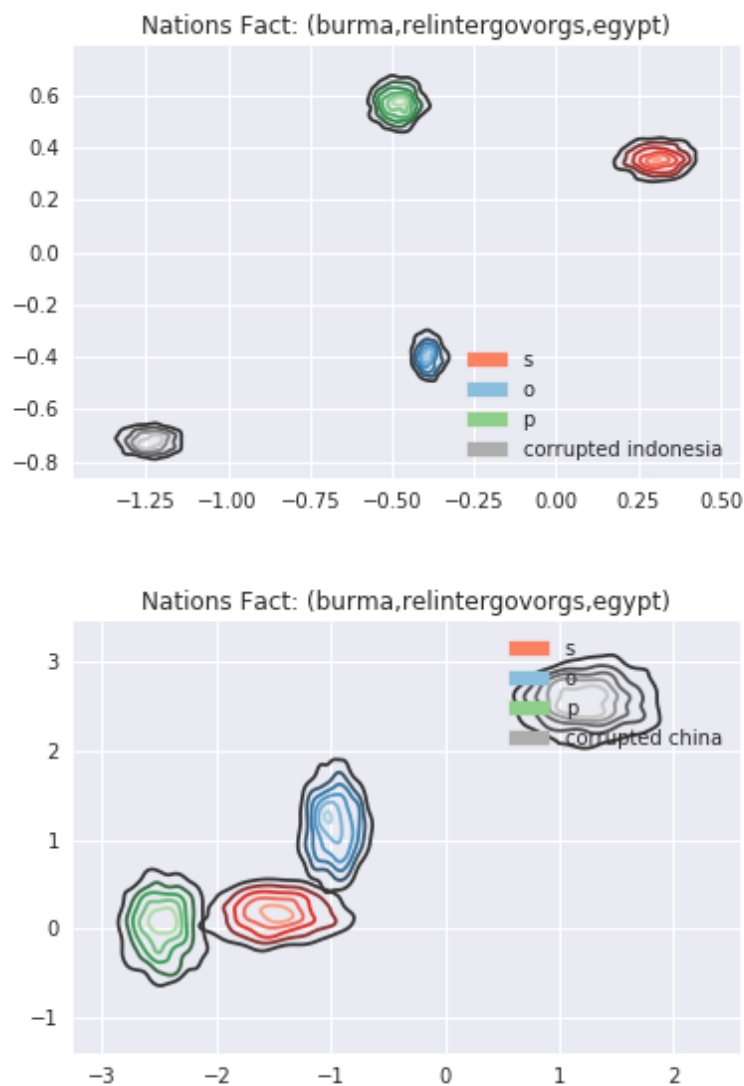 Nations Fact: (burma,relintergovorgs,egypt)
0.6
0.4
0.2
0.0
−0.2
−0.4
−0.6
−0.8
s
o
p
corrupted indonesia
−1.25 −1.00 −0.75 −0.50 −0.25 0.00 0.25 0.50
Nations Fact: (burma,relintergovorgs,egypt)
3
2
1
0
−1
s
o
p
corrupted china
−3 −2 −1 0 1 2